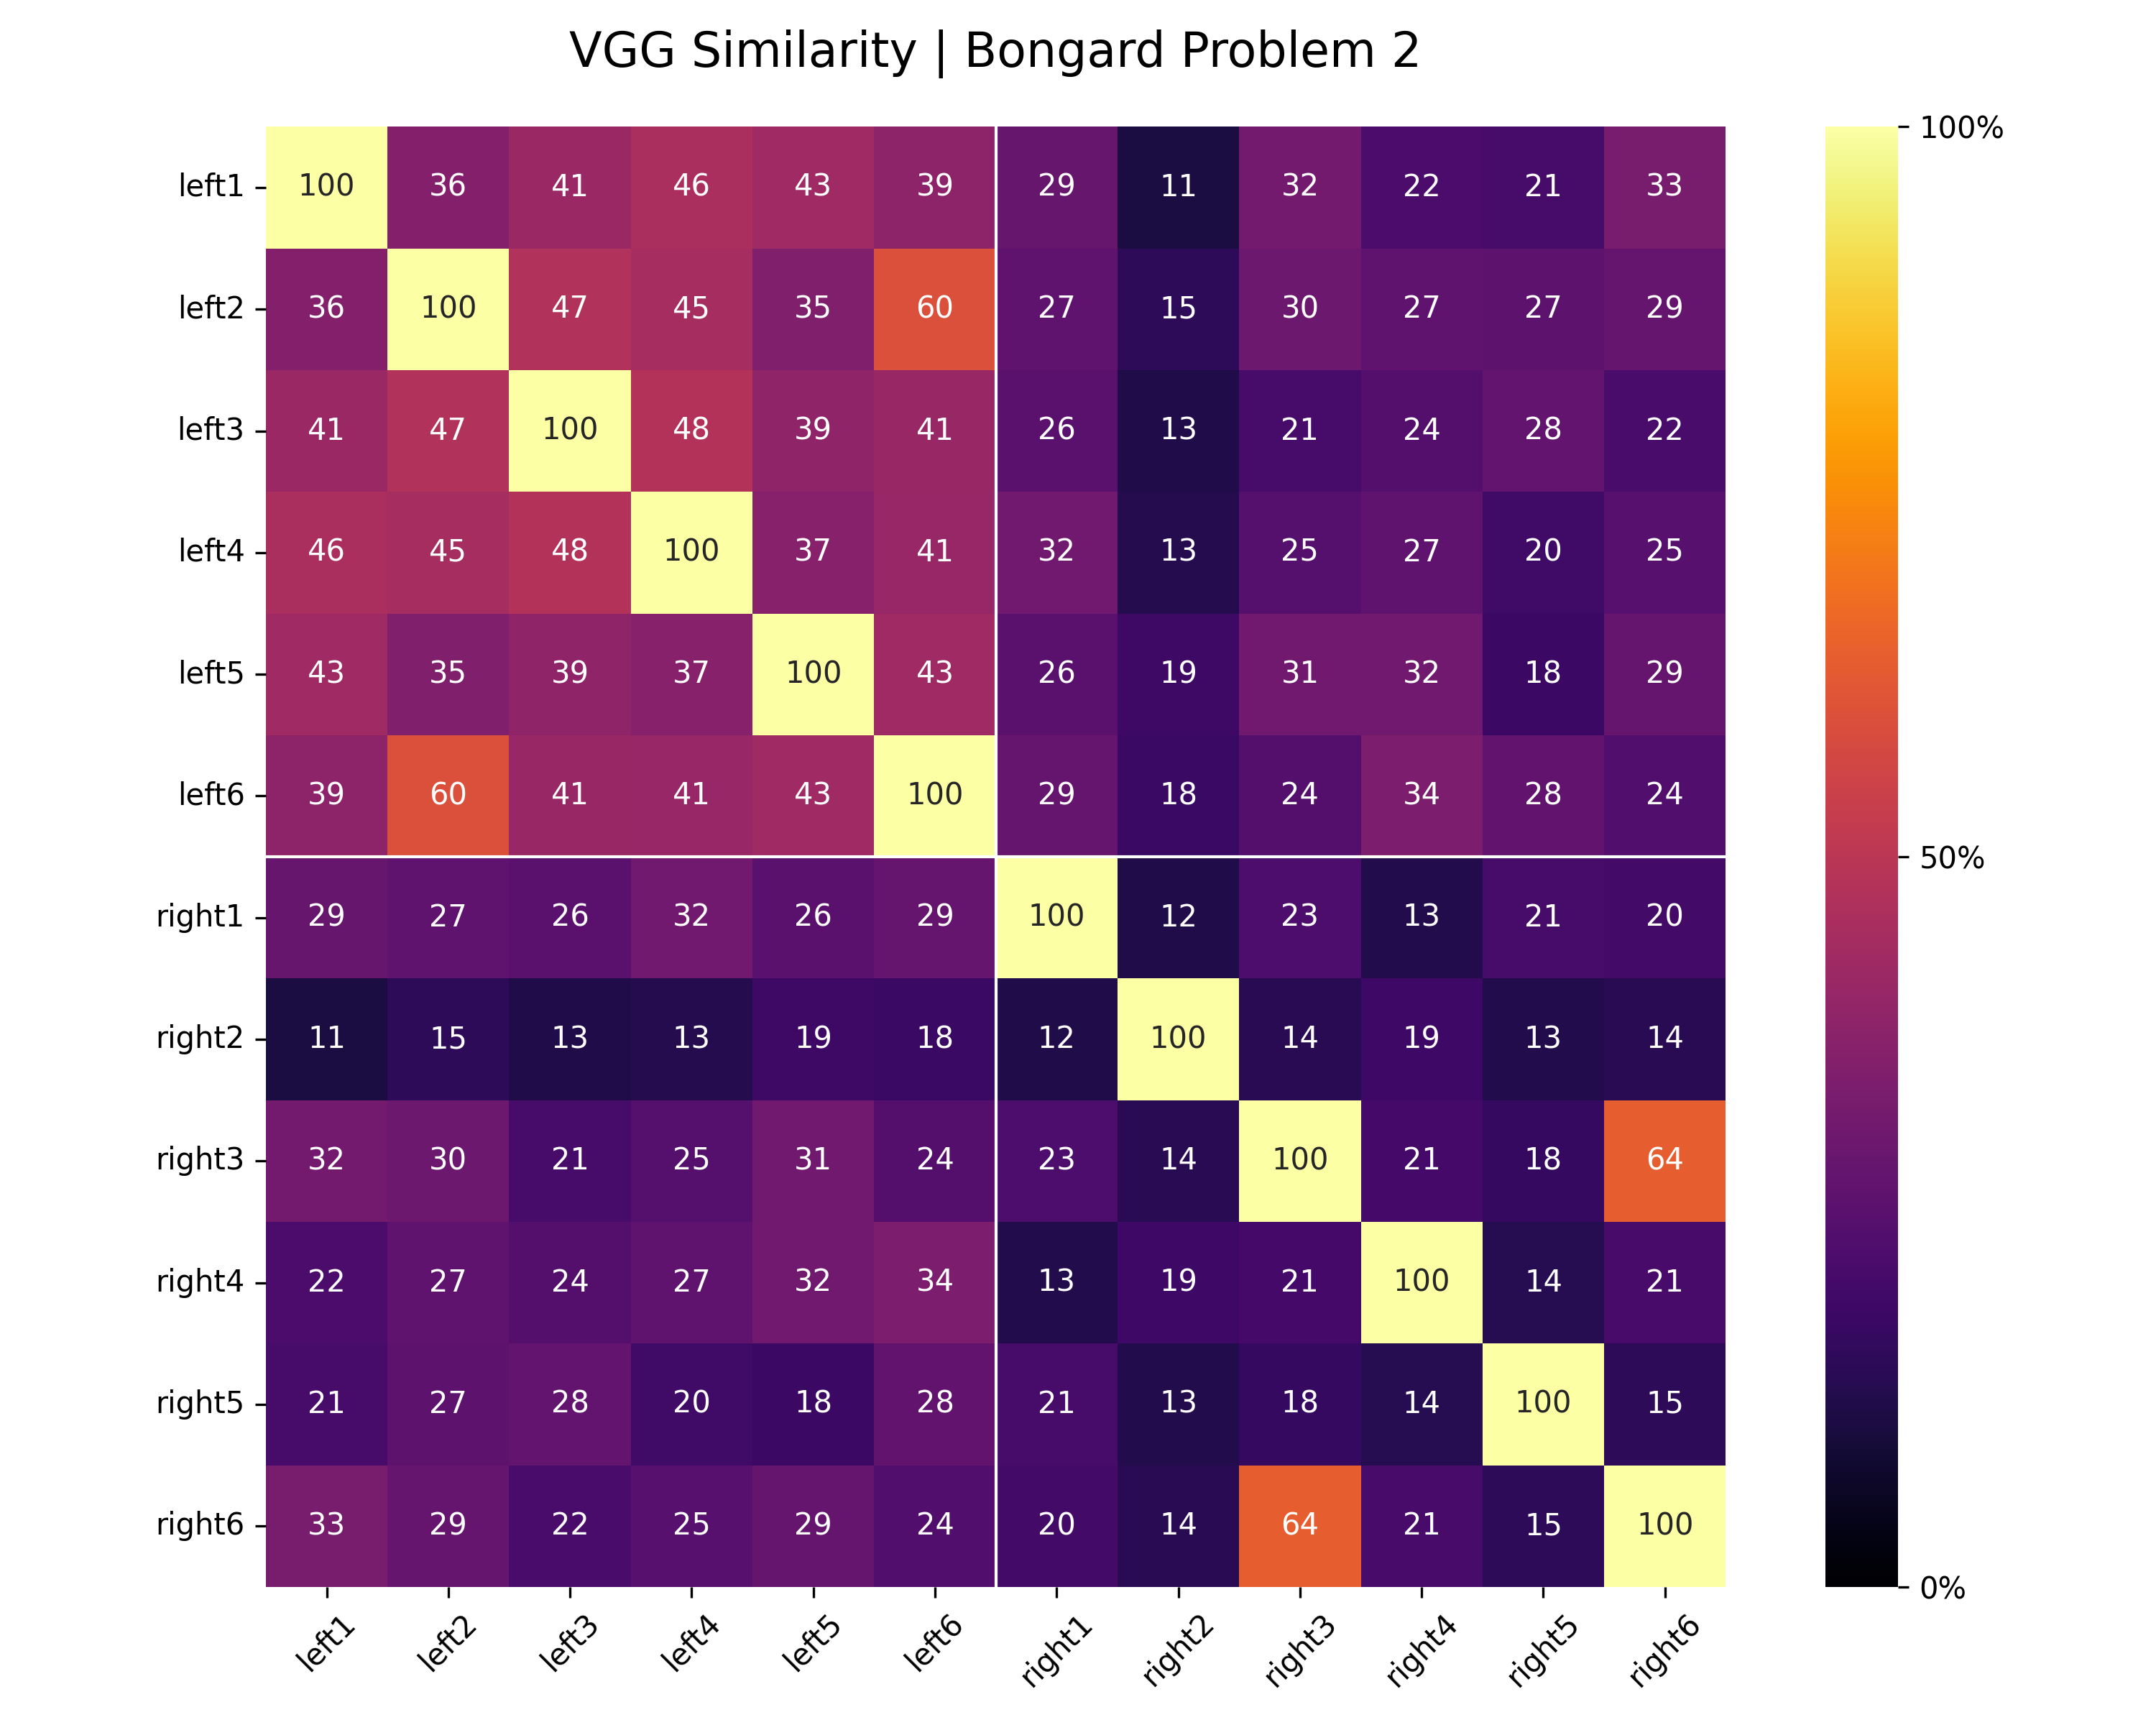 VGG Similarity | Bongard Problem 2
left1 100 36 41 46 43 39 29 11 32 22 21 33
left2 36 100 47 45 35 60 27 15 30 27 27 29
left3 41 47 100 48 39 41 26 13 21 24 28 22
left4 46 45 48 100 37 41 32 13 25 27 20 25
left5 43 35 39 37 100 43 26 19 31 32 18 29
left6 39 60 41 41 43 100 29 18 24 34 28 24
right1 29 27 26 32 26 29 100 12 23 13 21 20
right2 11 15 13 13 19 18 12 100 14 19 13 14
right3 32 30 21 25 31 24 23 14 100 21 18 64
right4 22 27 24 27 32 34 13 19 21 100 14 21
right5 21 27 28 20 18 28 21 13 18 14 100 15
right6 33 29 22 25 29 24 20 14 64 21 15 100
left1 left2 left3 left4 left5 left6 right1 right2 right3 right4 right5 right6
100%
50%
0%